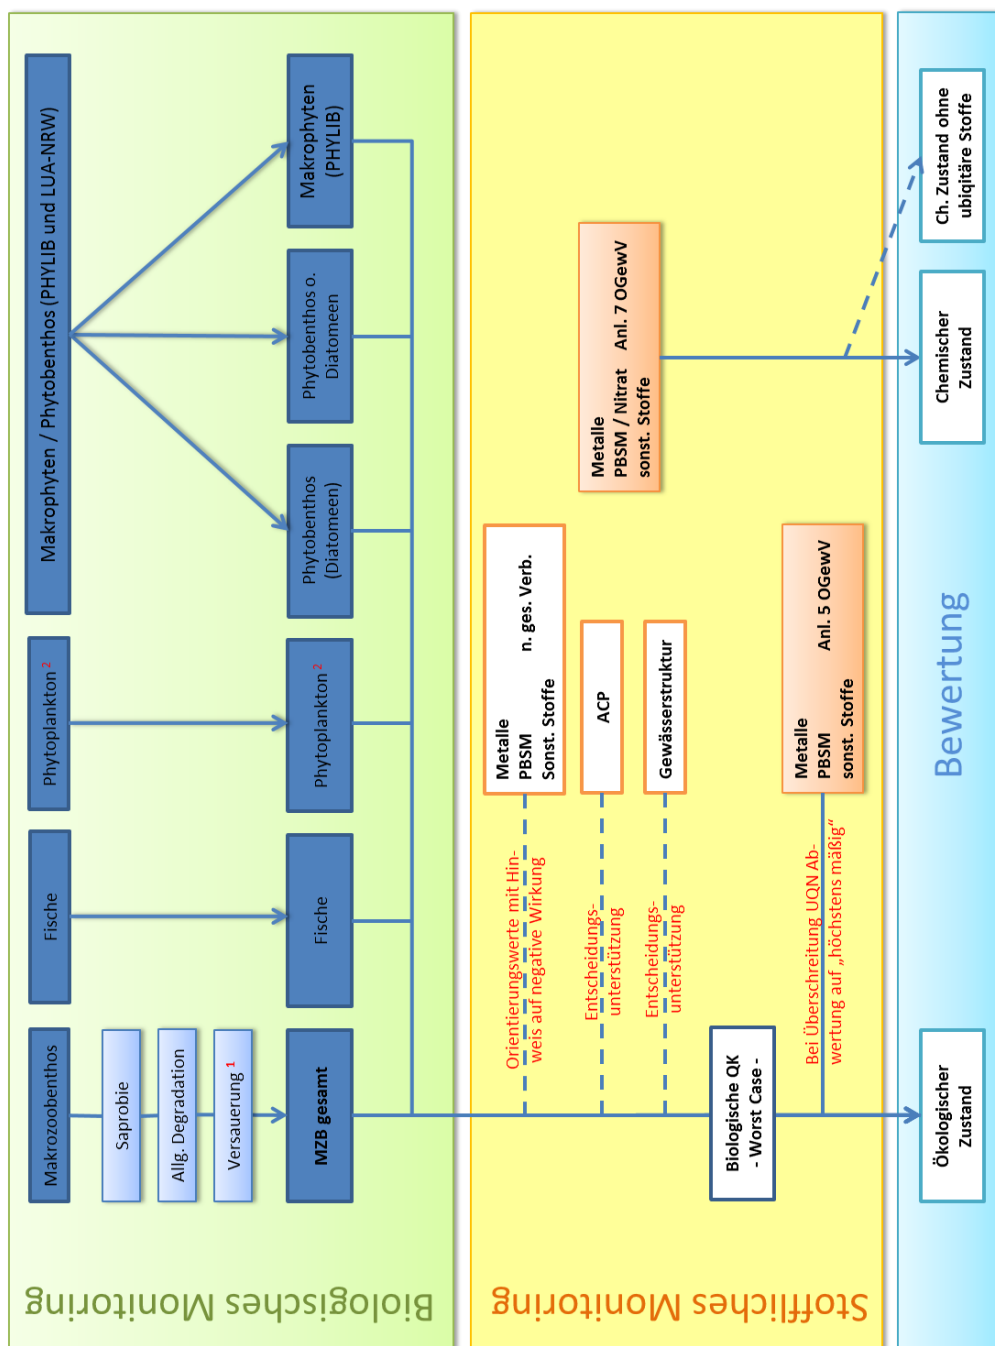 Biologisches Monitoring
Makrozoobenthos
Fische
Phytoplankton ²
Makrophyten / Phytobenthos (PHYLIB und LUA-NRW)
Saprobie
Allg. Degradation
Versauerung ¹
MZB gesamt
Fische
Phytoplankton ²
Phytobenthos
(Diatomeen)
Phytobenthos o.
Diatomeen
Makrophyten
(PHYLIB)
Stoffliches Monitoring
Orientierungswerte mit Hin-
weis auf negative Wirkung
Metalle
PBSM n. ges. Verb.
Sonst. Stoffe
Entscheidungs-
unterstützung
ACP
Entscheidungs-
unterstützung
Gewässerstruktur
Metalle
PBSM / Nitrat Anl. 7 OGewV
sonst. Stoffe
Biologische QK
- Worst Case -
Bei Überschreitung UQN Ab-
wertung auf „höchstens mäßig“
Metalle
PBSM Anl. 5 OGewV
sonst. Stoffe
Bewertung
Ökologischer
Zustand
Chemischer
Zustand
Ch. Zustand ohne
ubiqitäre Stoffe